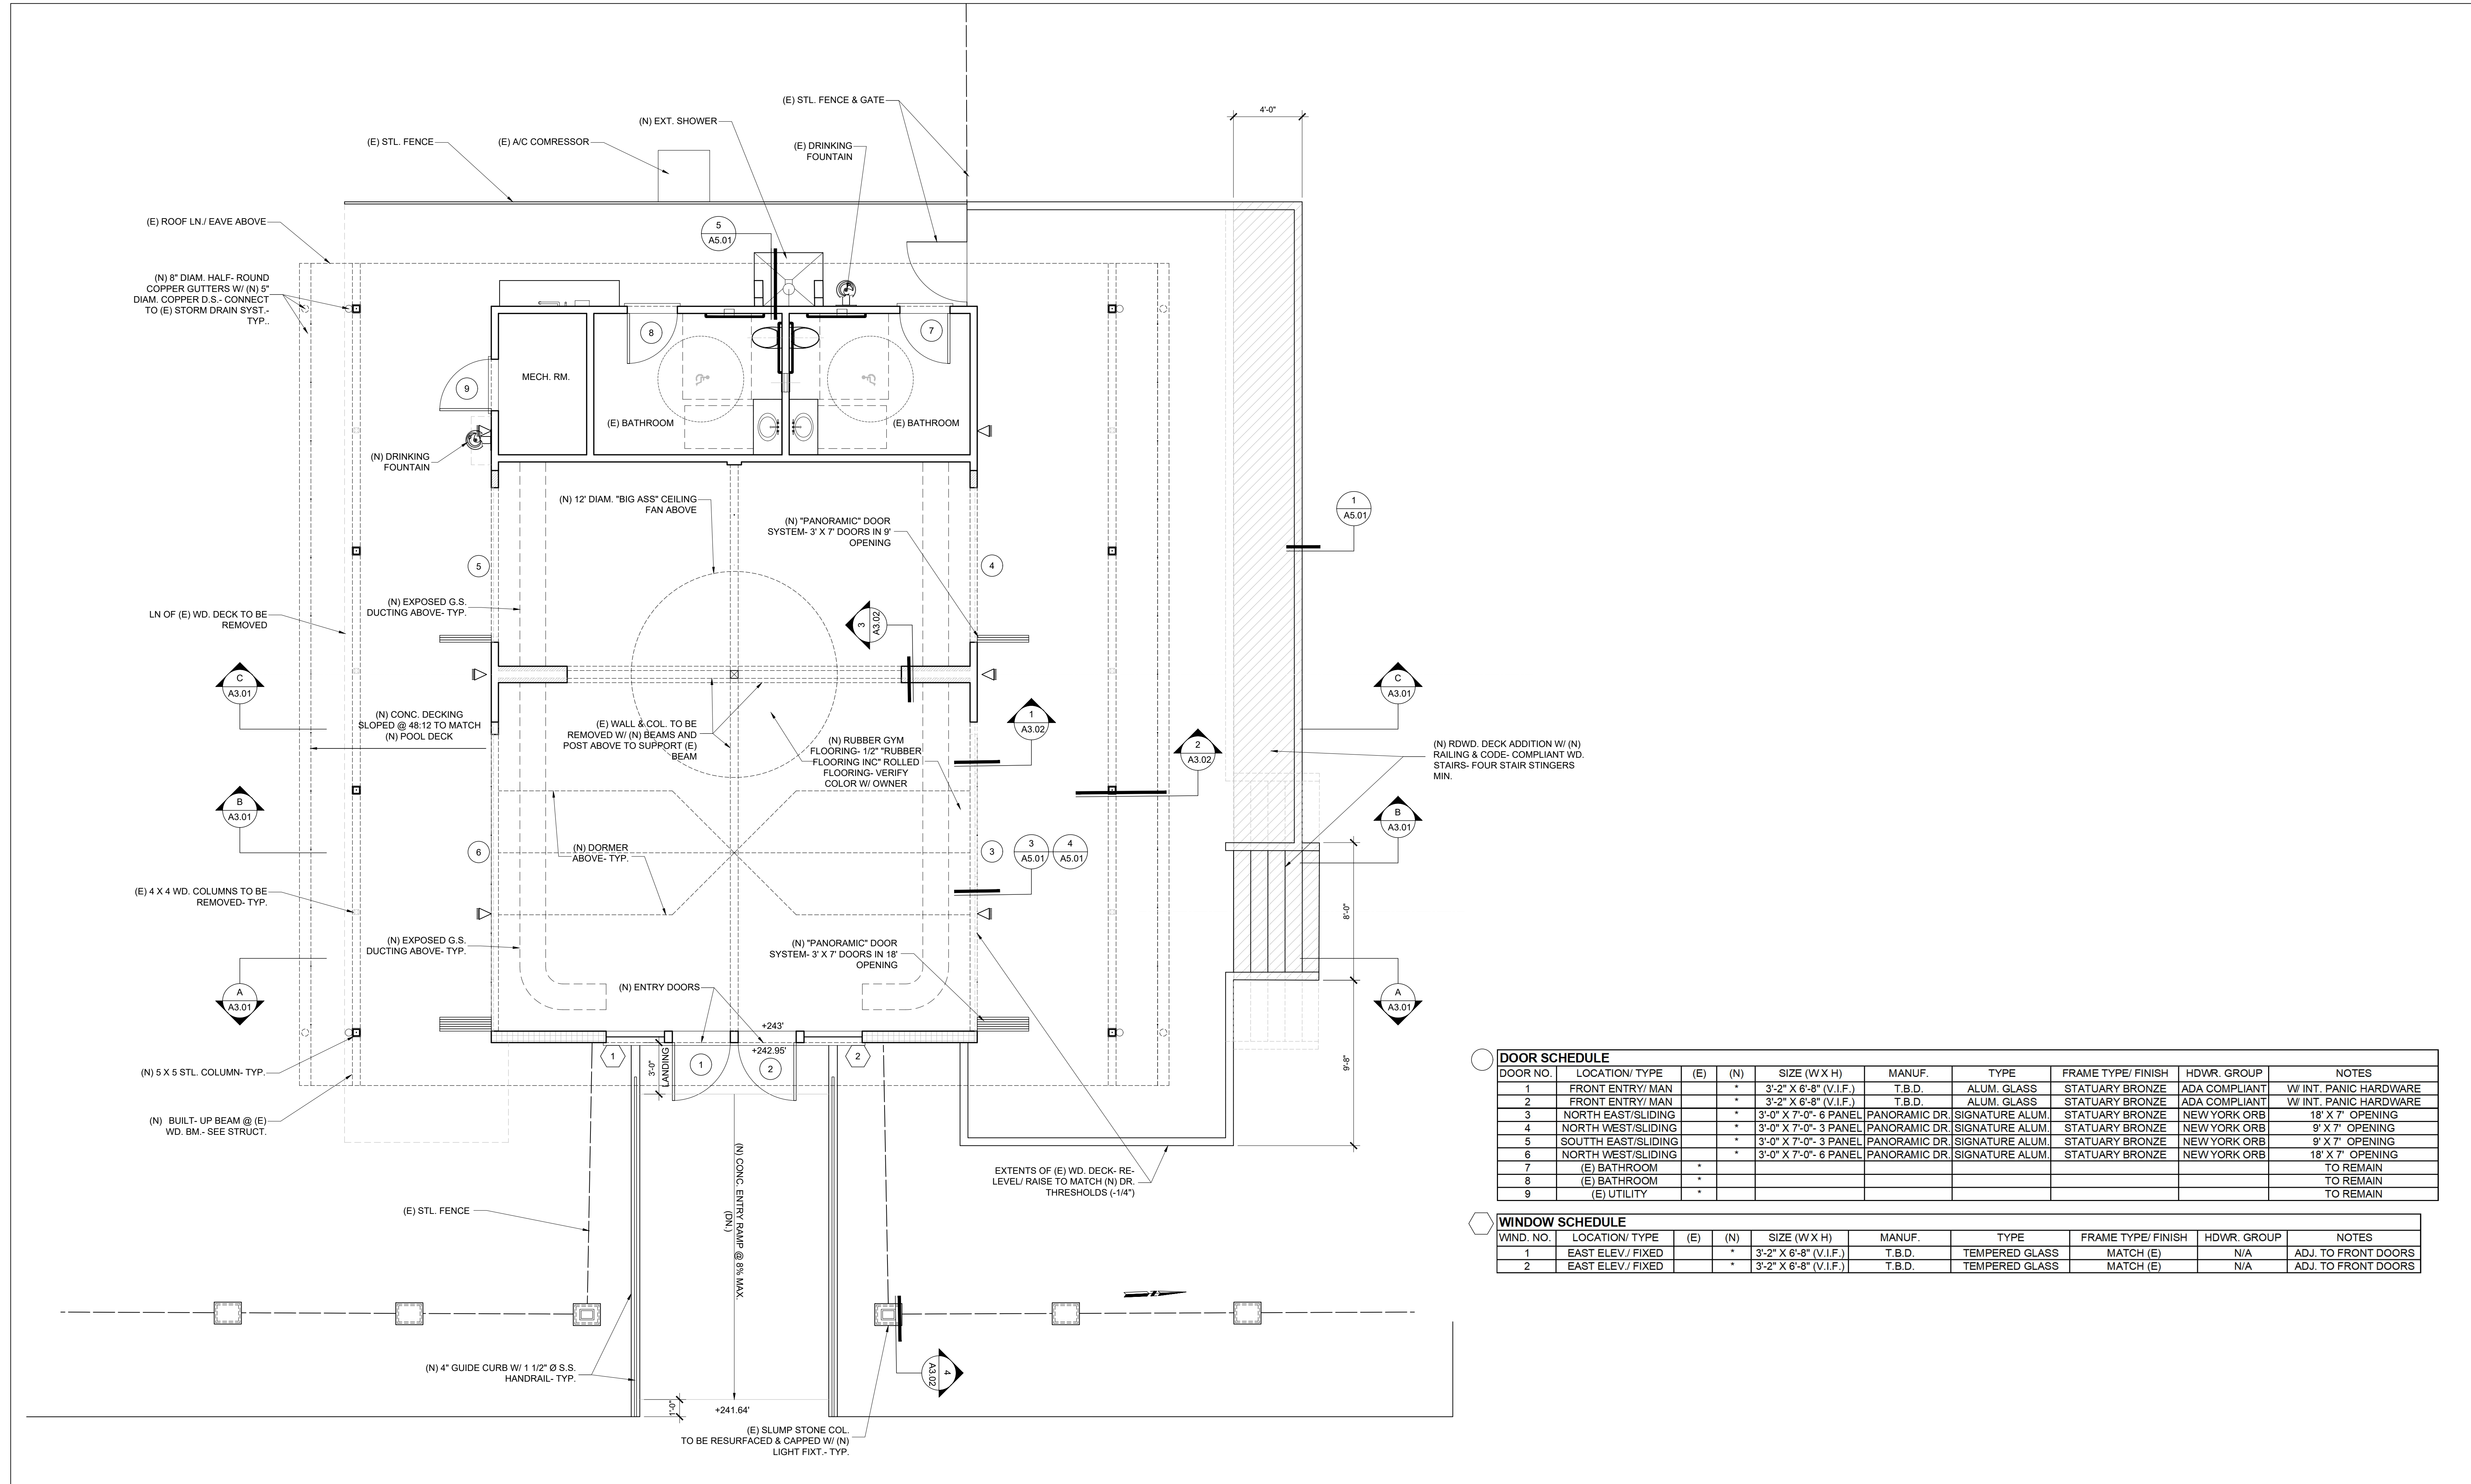 (E) STL. FENCE & GATE
4'-0"
(N) EXT. SHOWER
(E) STL. FENCE
(E) A/C COMRESSOR
(E) DRINKING
FOUNTAIN
(E) ROOF LN./ EAVE ABOVE
5
A5.01
(N) 8" DIAM. HALF- ROUND
COPPER GUTTERS W/ (N) 5"
DIAM. COPPER D.S.- CONNECT
TO (E) STORM DRAIN SYST.-
TYP..
8
7
9
MECH. RM.
(E) BATHROOM
(E) BATHROOM
(N) DRINKING
FOUNTAIN
(N) 12' DIAM. "BIG ASS" CEILING
FAN ABOVE
(N) "PANORAMIC" DOOR
SYSTEM- 3' X 7' DOORS IN 9'
OPENING
1
A5.01
5
4
(N) EXPOSED G.S.
DUCTING ABOVE- TYP.
LN OF (E) WD. DECK TO BE
REMOVED
3
A3.02
C
A3.01
C
A3.01
(N) CONC. DECKING
SLOPED @ 48:12 TO MATCH
(N) POOL DECK
(E) WALL & COL. TO BE
REMOVED W/ (N) BEAMS AND
POST ABOVE TO SUPPORT (E)
BEAM
(N) RUBBER GYM
FLOORING- 1/2" "RUBBER
FLOORING INC" ROLLED
FLOORING- VERIFY
COLOR W/ OWNER
1
A3.02
2
A3.02
(N) RDWD. DECK ADDITION W/ (N)
RAILING & CODE- COMPLIANT WD.
STAIRS- FOUR STAIR STINGERS
MIN.
B
A3.01
B
A3.01
6
(N) DORMER
ABOVE- TYP.
3
3
A5.01
4
A5.01
(E) 4 X 4 WD. COLUMNS TO BE
REMOVED- TYP.
8'-0"
(N) EXPOSED G.S.
DUCTING ABOVE- TYP.
(N) "PANORAMIC" DOOR
SYSTEM- 3' X 7' DOORS IN 18'
OPENING
A
A3.01
A
A3.01
(N) ENTRY DOORS
+243'
+242.95'
1
2
1
2
3'-0"
LANDING
9'-8"
(N) 5 X 5 STL. COLUMN- TYP.
(N) BUILT- UP BEAM @ (E)
WD. BM.- SEE STRUCT.
EXTENTS OF (E) WD. DECK- RE-
LEVEL/ RAISE TO MATCH (N) DR.
THRESHOLDS (-1/4")
(N) CONC. ENTRY RAMP @ 8% MAX.
(DN.)
(E) STL. FENCE
N
(N) 4" GUIDE CURB W/ 1 1/2" Ø S.S.
HANDRAIL- TYP.
4
A3.02
1'-0"
+241.64'
(E) SLUMP STONE COL.
TO BE RESURFACED & CAPPED W/ (N)
LIGHT FIXT.- TYP.
DOOR SCHEDULE
DOOR NO. LOCATION/ TYPE (E) (N) SIZE (W X H) MANUF. TYPE FRAME TYPE/ FINISH HDWR. GROUP NOTES
1 FRONT ENTRY/ MAN * 3'-2" X 6'-8" (V.I.F.) T.B.D. ALUM. GLASS STATUARY BRONZE ADA COMPLIANT W/ INT. PANIC HARDWARE
2 FRONT ENTRY/ MAN * 3'-2" X 6'-8" (V.I.F.) T.B.D. ALUM. GLASS STATUARY BRONZE ADA COMPLIANT W/ INT. PANIC HARDWARE
3 NORTH EAST/SLIDING * 3'-0" X 7'-0"- 6 PANEL PANORAMIC DR. SIGNATURE ALUM. STATUARY BRONZE NEW YORK ORB 18' X 7' OPENING
4 NORTH WEST/SLIDING * 3'-0" X 7'-0"- 3 PANEL PANORAMIC DR. SIGNATURE ALUM. STATUARY BRONZE NEW YORK ORB 9' X 7' OPENING
5 SOUTTH EAST/SLIDING * 3'-0" X 7'-0"- 3 PANEL PANORAMIC DR. SIGNATURE ALUM. STATUARY BRONZE NEW YORK ORB 9' X 7' OPENING
6 NORTH WEST/SLIDING * 3'-0" X 7'-0"- 6 PANEL PANORAMIC DR. SIGNATURE ALUM. STATUARY BRONZE NEW YORK ORB 18' X 7' OPENING
7 (E) BATHROOM * TO REMAIN
8 (E) BATHROOM * TO REMAIN
9 (E) UTILITY * TO REMAIN
WINDOW SCHEDULE
WIND. NO. LOCATION/ TYPE (E) (N) SIZE (W X H) MANUF. TYPE FRAME TYPE/ FINISH HDWR. GROUP NOTES
1 EAST ELEV./ FIXED * 3'-2" X 6'-8" (V.I.F.) T.B.D. TEMPERED GLASS MATCH (E) N/A ADJ. TO FRONT DOORS
2 EAST ELEV./ FIXED * 3'-2" X 6'-8" (V.I.F.) T.B.D. TEMPERED GLASS MATCH (E) N/A ADJ. TO FRONT DOORS